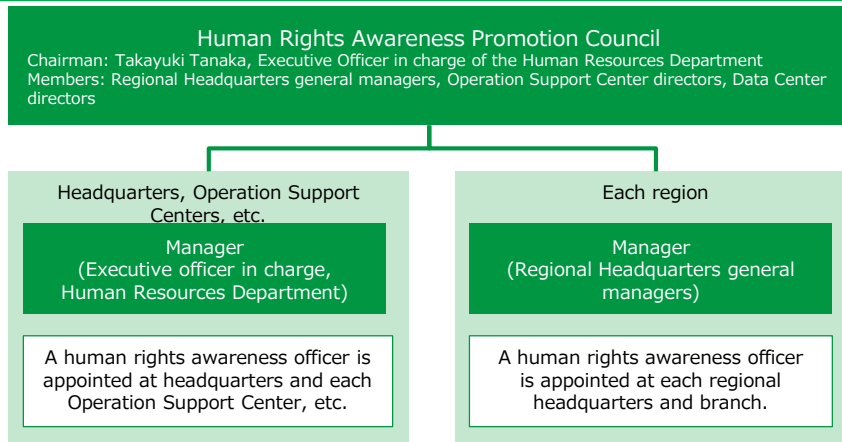 Human Rights Awareness Promotion Council
Chairman: Takayuki Tanaka, Executive Officer in charge of the Human Resources Department
Members: Regional Headquarters general managers, Operation Support Center directors, Data Center
directors
Headquarters, Operation Support
Centers, etc.
Manager
(Executive officer in charge,
Human Resources Department)
A human rights awareness officer is
appointed at headquarters and each
Operation Support Center, etc.
Each region
Manager
(Regional Headquarters general
managers)
A human rights awareness officer
is appointed at each regional
headquarters and branch.